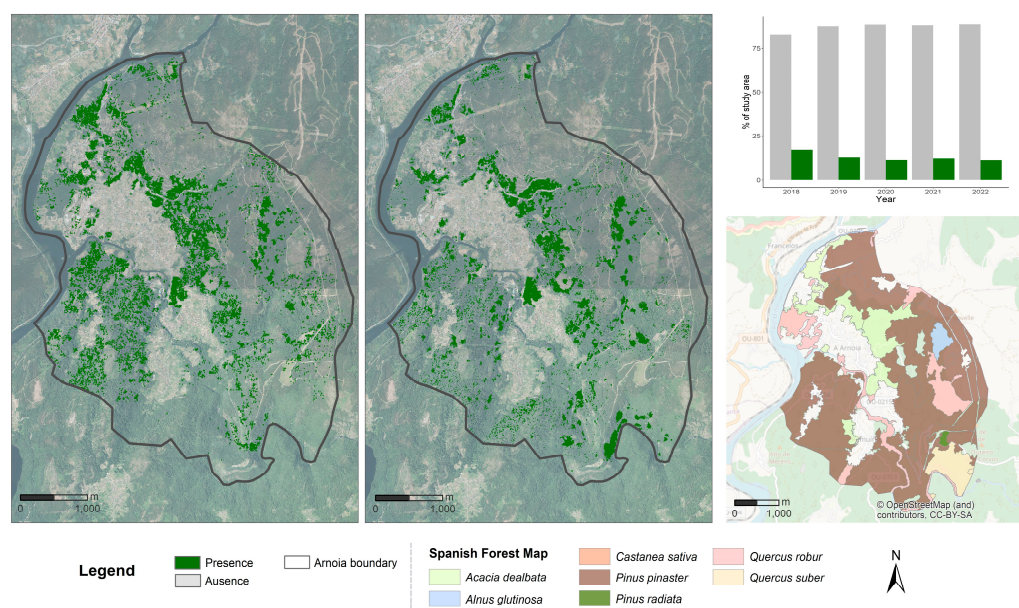 m
0 1,000
m
0 1,000
% of study area
75
50
25
0
2018 2019 2020 2021 2022
Year
OU-801
A Arnoia
© OpenStreetMap (and)
contributors, CC-BY-SA
m
0 1,000
Legend
Presence
Ausence
Arnoia boundary
Spanish Forest Map
Acacia dealbata
Alnus glutinosa
Castanea sativa
Pinus pinaster
Pinus radiata
Quercus robur
Quercus suber
N